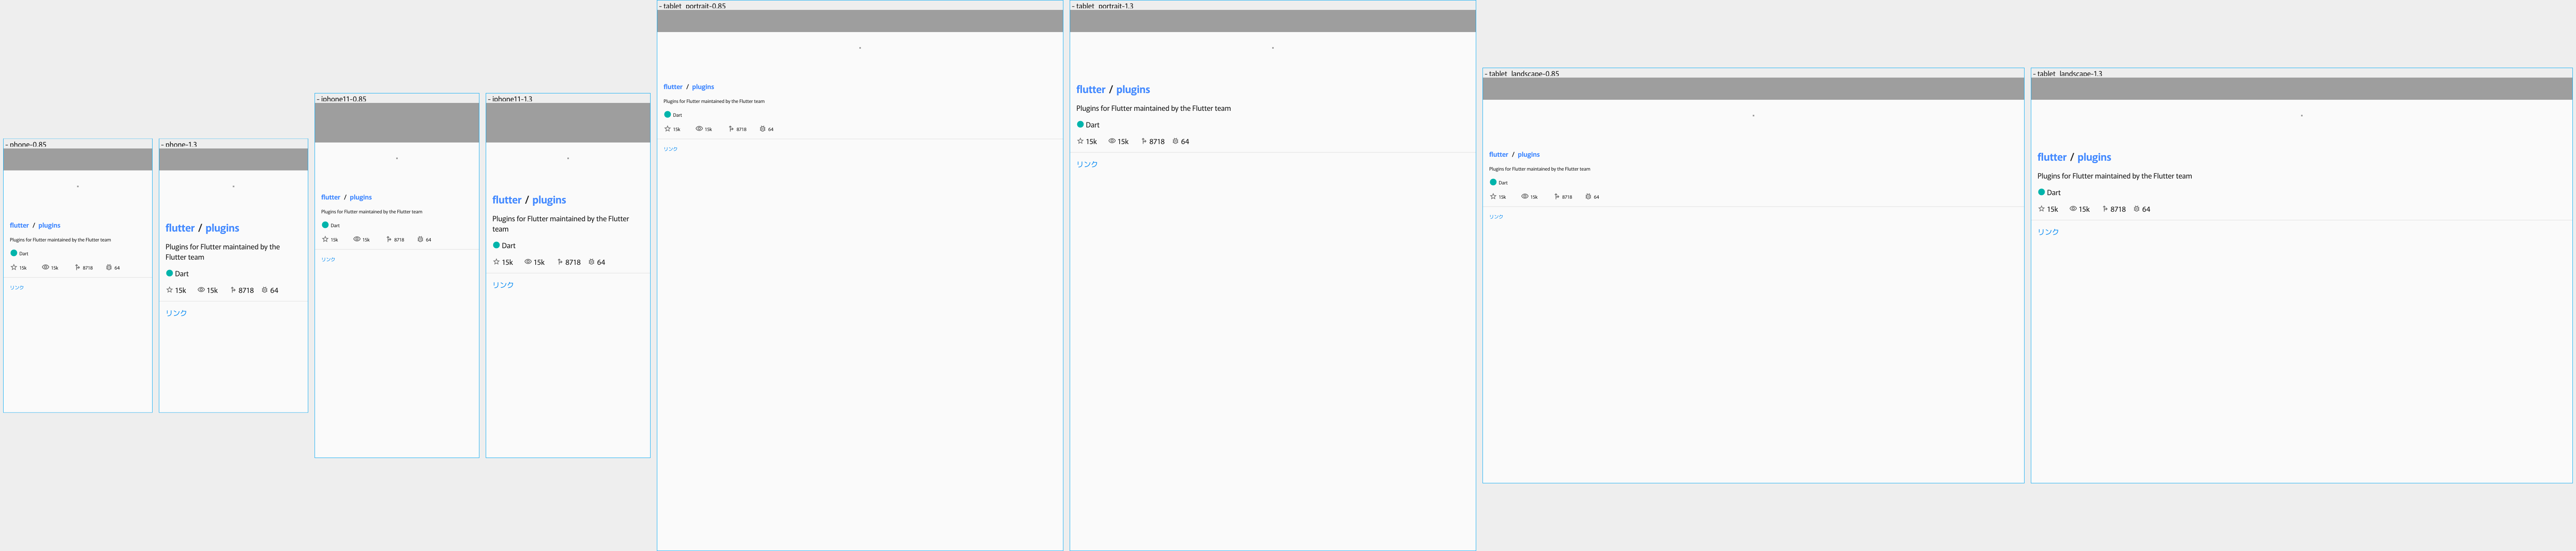 - phone-0.85
flutter / plugins
Plugins for Flutter maintained by the Flutter team
Dart
15k 15k 8718 64
リンク
- phone-1.3
flutter / plugins
Plugins for Flutter maintained by the
Flutter team
Dart
15k 15k 8718 64
リンク
- iphone11-0.85
flutter / plugins
Plugins for Flutter maintained by the Flutter team
Dart
15k 15k 8718 64
リンク
- iphone11-1.3
flutter / plugins
Plugins for Flutter maintained by the Flutter
team
Dart
15k 15k 8718 64
リンク
- tablet_portrait-0.85
flutter / plugins
Plugins for Flutter maintained by the Flutter team
Dart
15k 15k 8718 64
リンク
- tablet_portrait-1.3
flutter / plugins
Plugins for Flutter maintained by the Flutter team
Dart
15k 15k 8718 64
リンク
- tablet_landscape-0.85
flutter / plugins
Plugins for Flutter maintained by the Flutter team
Dart
15k 15k 8718 64
リンク
- tablet_landscape-1.3
flutter / plugins
Plugins for Flutter maintained by the Flutter team
Dart
15k 15k 8718 64
リンク